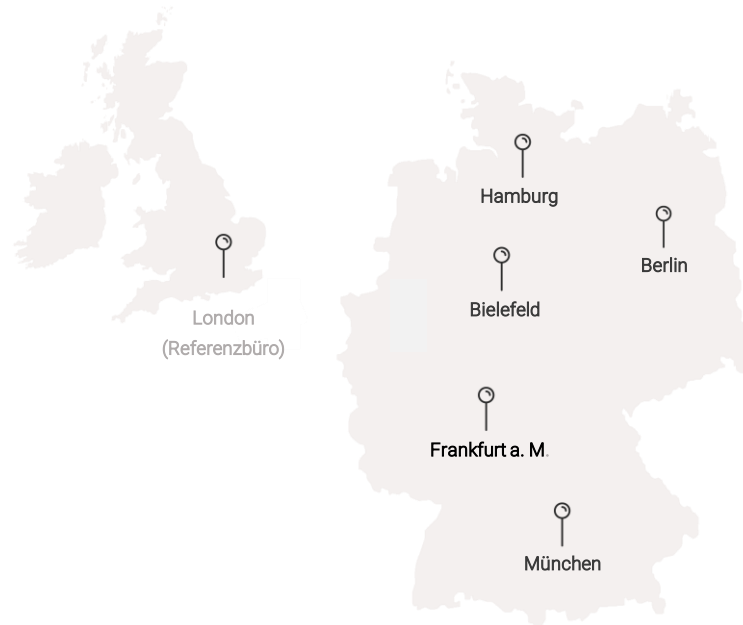 Hamburg
Berlin
Bielefeld
London
(Referenzbüro)
Frankfurt a. M.
München